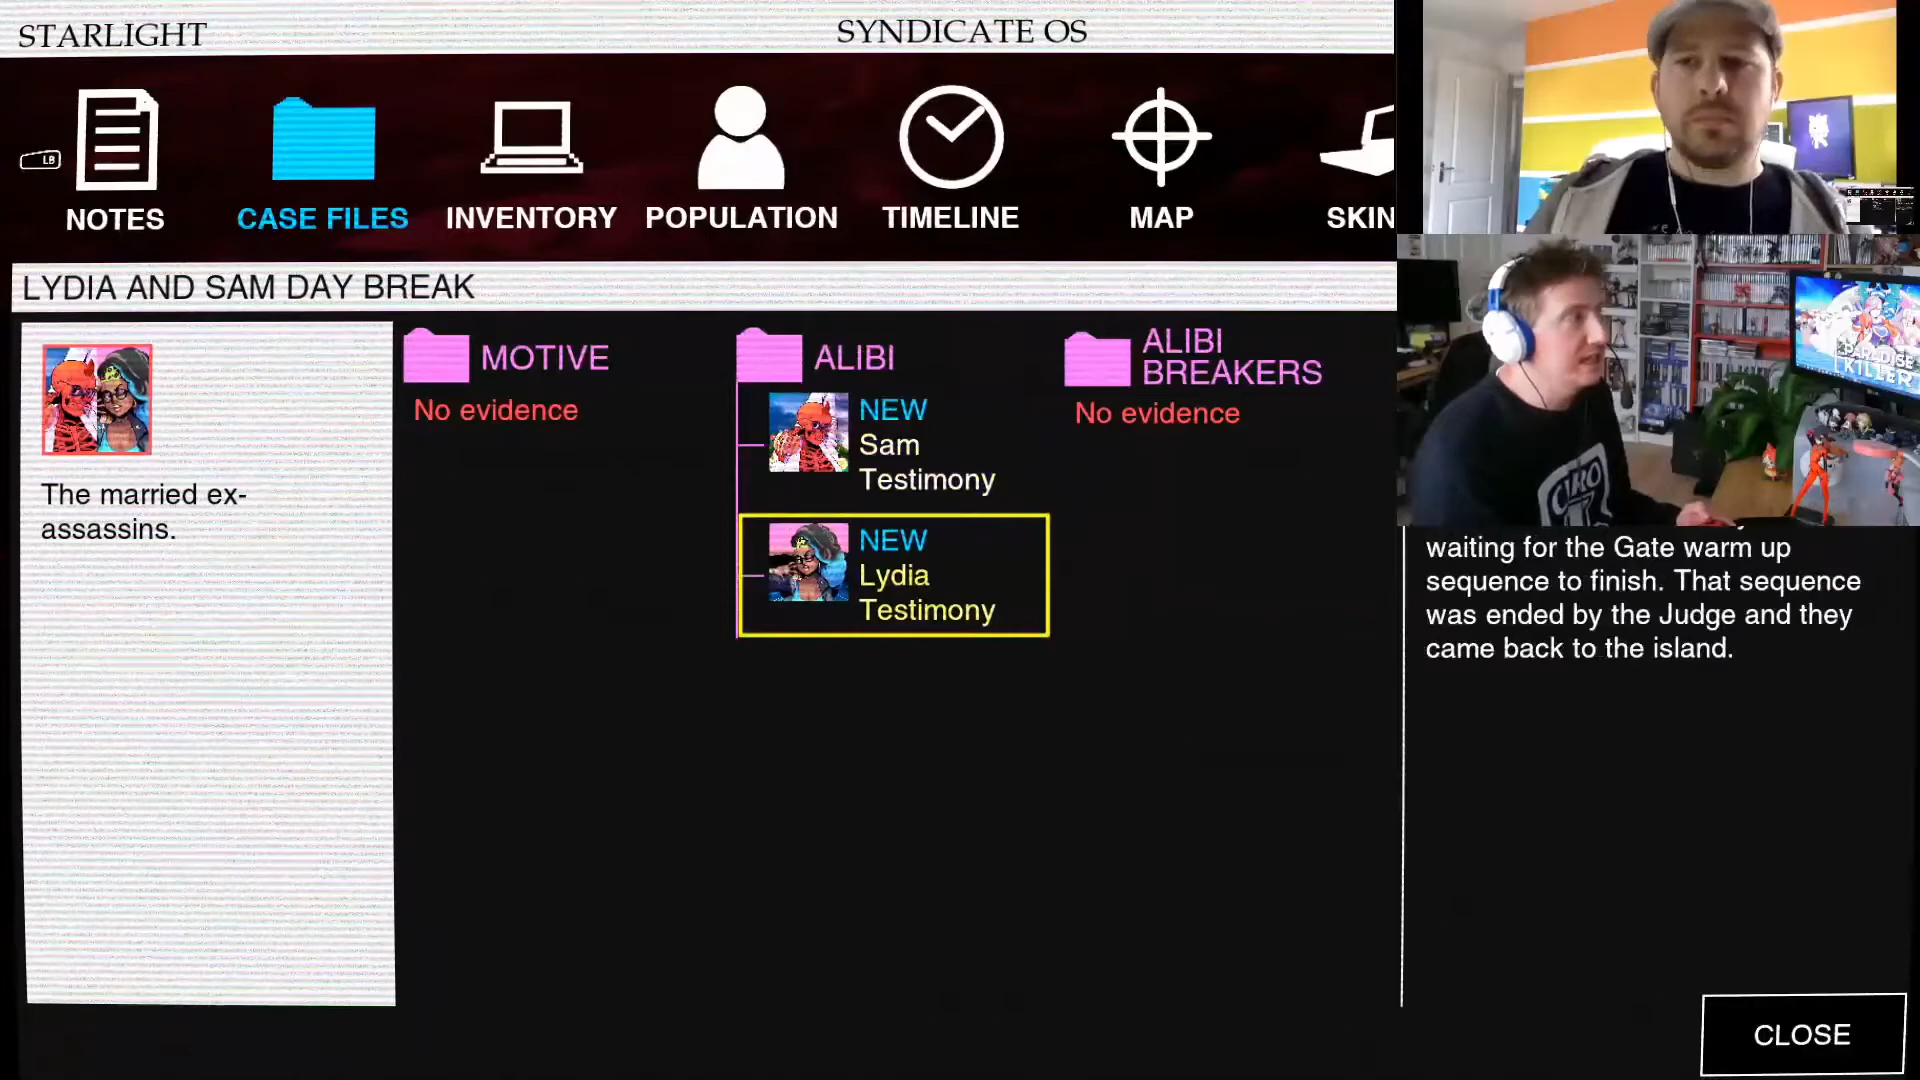 STARLIGHT
SYNDICATE OS
LB
NOTES
CASE FILES
INVENTORY
POPULATION
TIMELINE
MAP
SKIN
LYDIA AND SAM DAY BREAK
The married ex-
assassins.
MOTIVE
No evidence
ALIBI
NEW
Sam
Testimony
NEW
Lydia
Testimony
ALIBI
BREAKERS
No evidence
PARADISE
KILLER
waiting for the Gate warm up
sequence to finish. That sequence
was ended by the Judge and they
came back to the island.
CLOSE